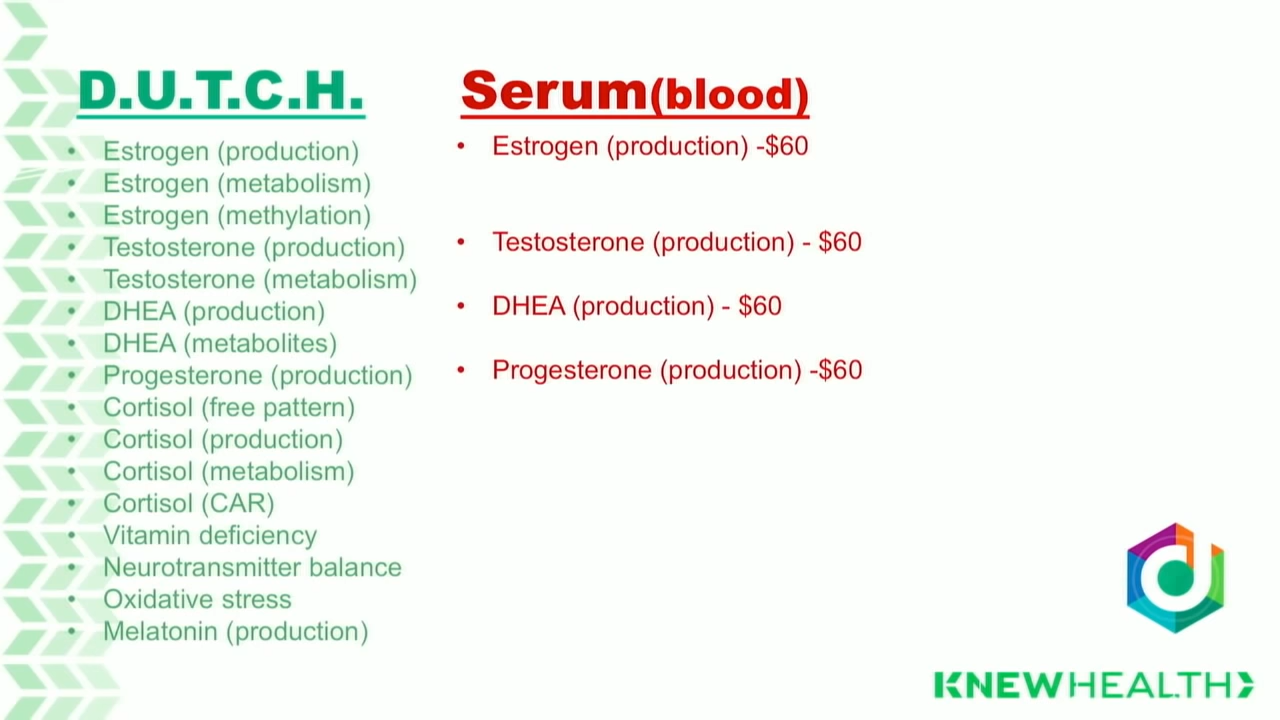 D.U.T.C.H.
• Estrogen (production)
• Estrogen (metabolism)
• Estrogen (methylation)
• Testosterone (production)
• Testosterone (metabolism)
• DHEA (production)
• DHEA (metabolites)
• Progesterone (production)
• Cortisol (free pattern)
• Cortisol (production)
• Cortisol (metabolism)
• Cortisol (CAR)
• Vitamin deficiency
• Neurotransmitter balance
• Oxidative stress
• Melatonin (production)
Serum(blood)
• Estrogen (production) -$60
• Testosterone (production) - $60
• DHEA (production) - $60
• Progesterone (production) -$60
KNEWHEALTH